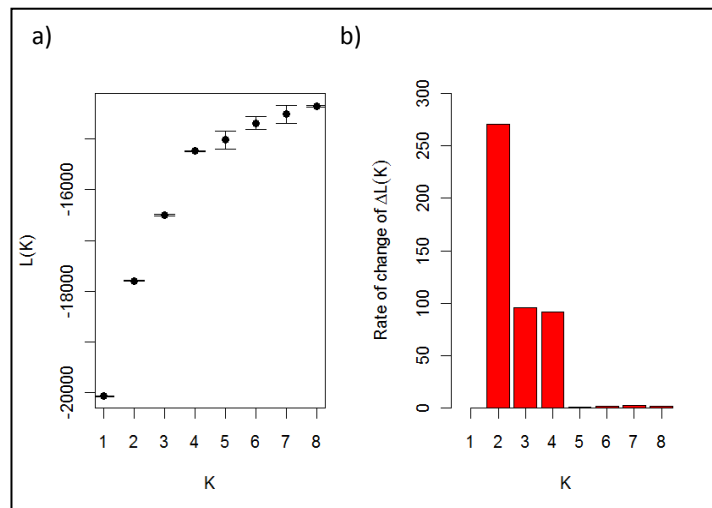 a)
L(K)
-16000
-18000
-20000
1 2 3 4 5 6 7 8
K
b)
Rate of change of ΔL(K)
300
250
200
150
100
50
0
1 2 3 4 5 6 7 8
K